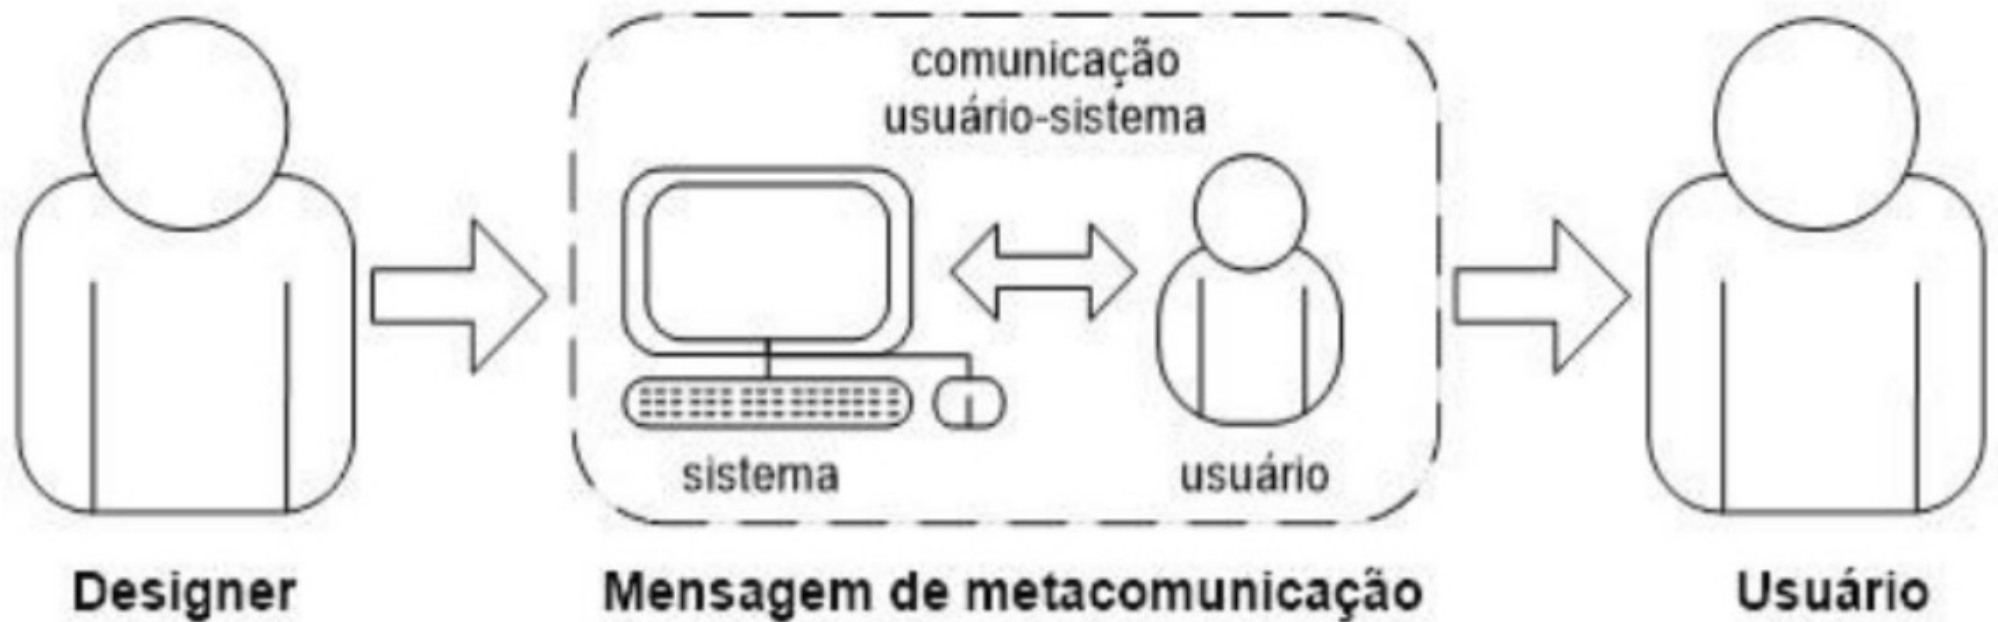 comunicação
usuário-sistema
sistema
usuário
Designer
Mensagem de metacomunicação
Usuário